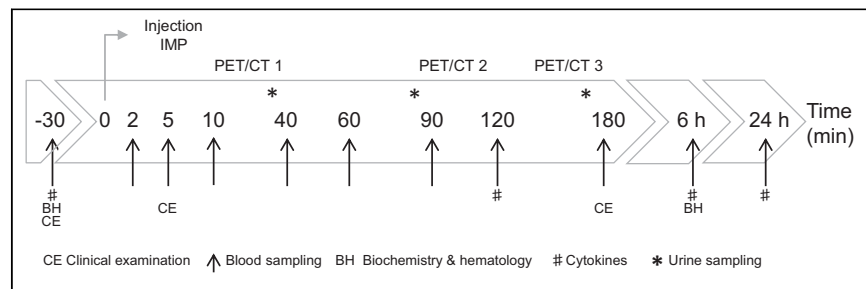 Injection
IMP
PET/CT 1 PET/CT 2 PET/CT 3
* * *
-30 0 2 5 10 40 60 90 120 180 6 h 24 h Time
(min)
# # # #
BH CE CE BH
CE
CE Clinical examination ↑ Blood sampling BH Biochemistry & hematology # Cytokines * Urine sampling